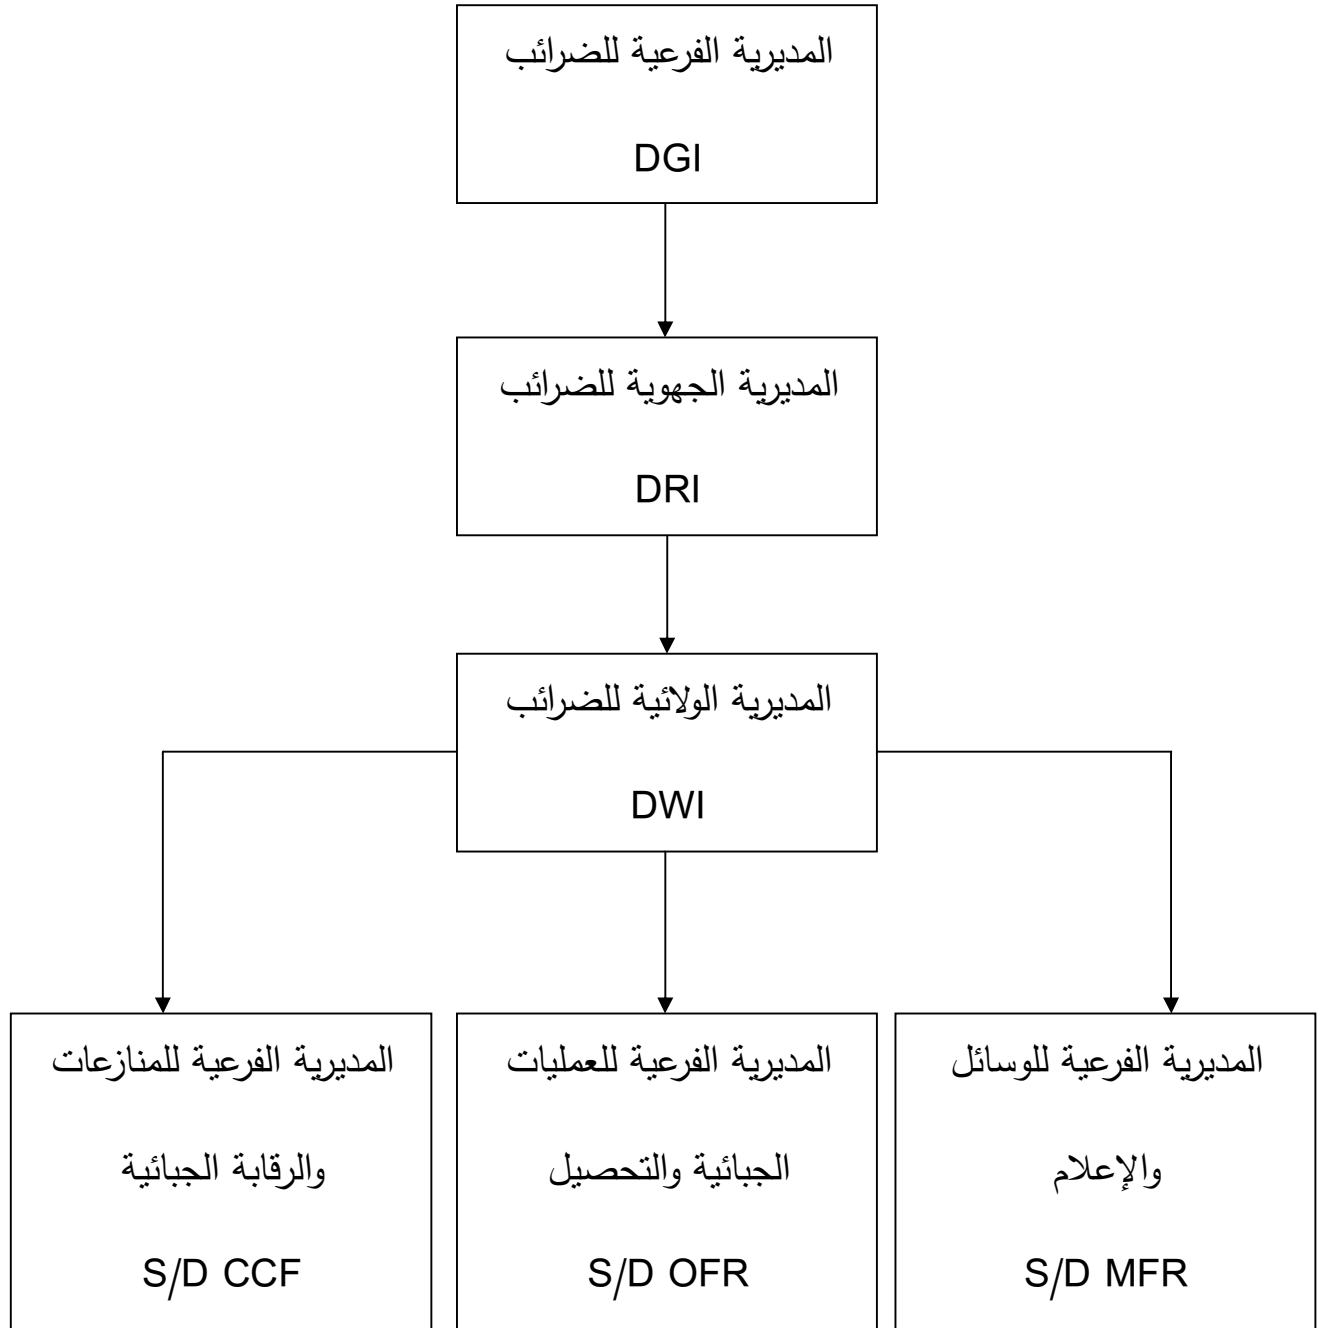 المديرية الفرعية للضرائب
DGI
المديرية الجهوية للضرائب
DRI
المديرية الولائية للضرائب
DWI
المديرية الفرعية للوسائل
والإعلام
S/D MFR
المديرية الفرعية للعمليات
الجبائية والتحصيل
S/D OFR
المديرية الفرعية للمنازعات
والرقابة الجبائية
S/D CCF